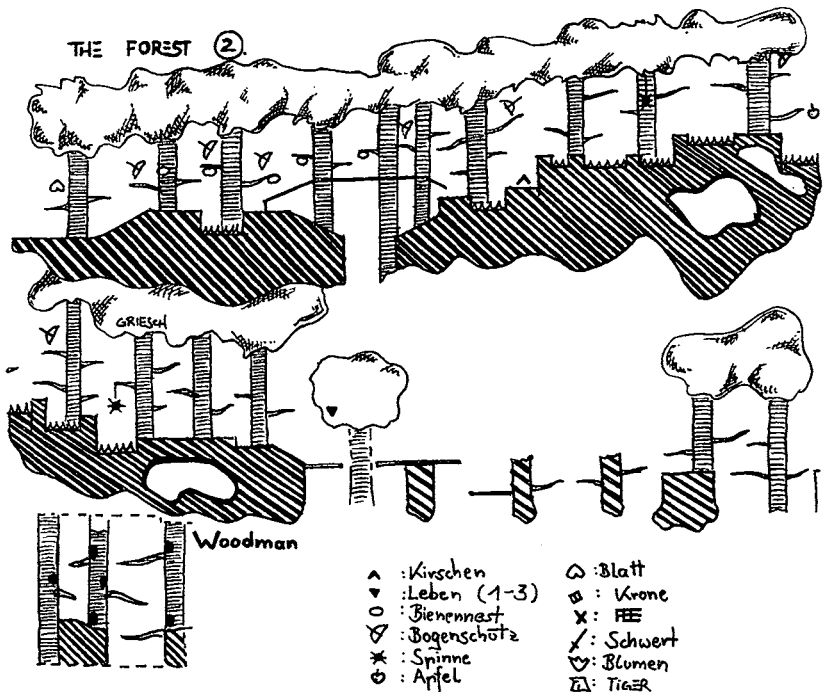 THE FOREST 2.
GRIESCH
Woodman
: Kirschen
: Leben (1-3)
: Bienennest
: Bogenschütz
: Spinne
: Apfel
: Blatt
: Krone
: FEE
: Schwert
: Blumen
: TIGER